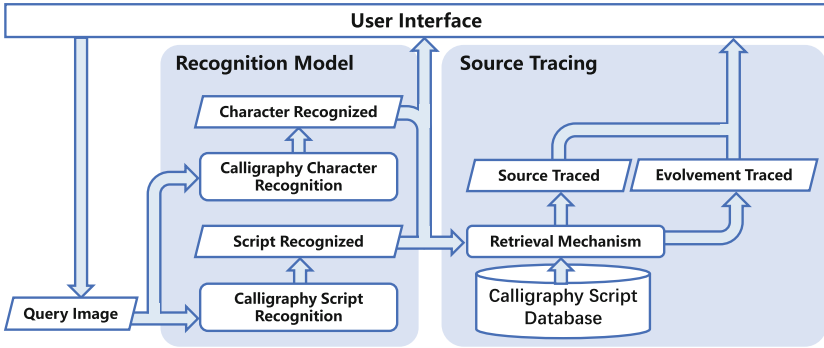 User Interface
Recognition Model
Character Recognized
Calligraphy Character
Recognition
Script Recognized
Calligraphy Script
Recognition
Query Image
Source Tracing
Source Traced
Evolvement Traced
Retrieval Mechanism
Calligraphy Script
Database